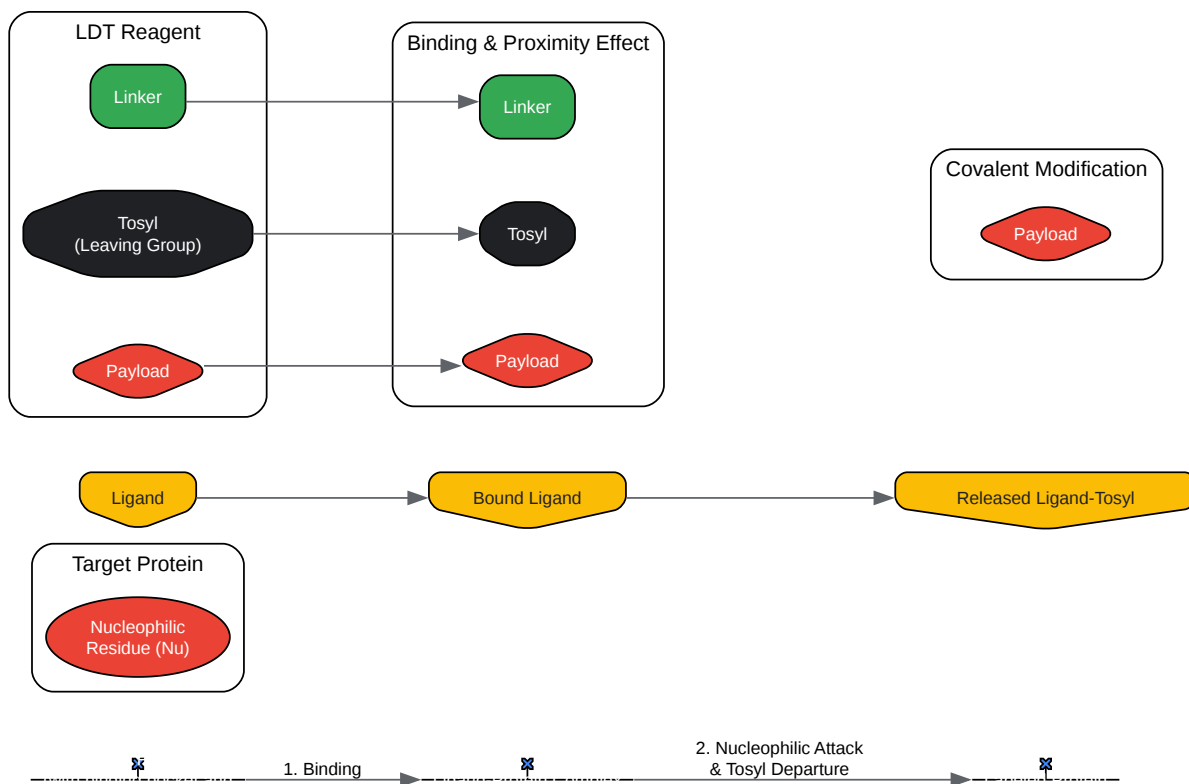 LDT Reagent
Binding & Proximity Effect
Linker
Linker
Covalent Modification
Tosyl
(Leaving Group)
Tosyl
Payload
Payload
Payload
Ligand
Bound Ligand
Released Ligand-Tosyl
Target Protein
Nucleophilic
Residue (Nu)
1. Binding
2. Nucleophilic Attack
& Tosyl Departure